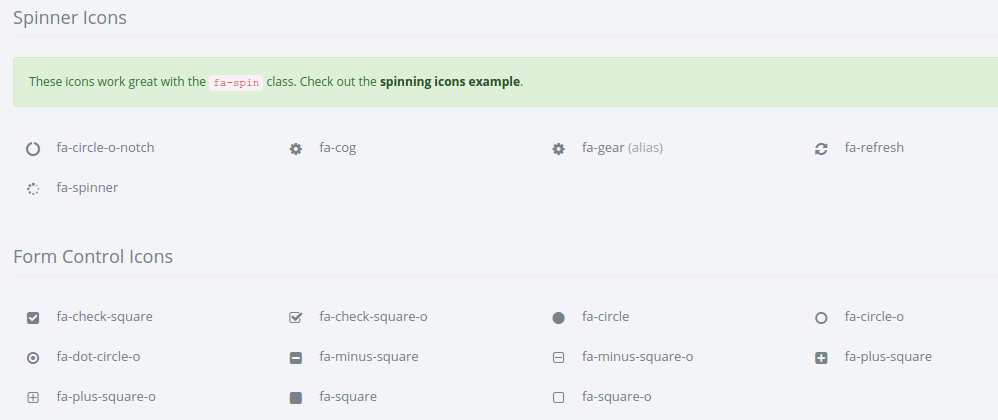 Spinner Icons
These icons work great with the fa-spin class. Check out the spinning icons example.
fa-circle-o-notch fa-cog fa-gear (alias) fa-refresh
fa-spinner
Form Control Icons
fa-check-square fa-check-square-o fa-circle fa-circle-o
fa-dot-circle-o fa-minus-square fa-minus-square-o fa-plus-square
fa-plus-square-o fa-square fa-square-o